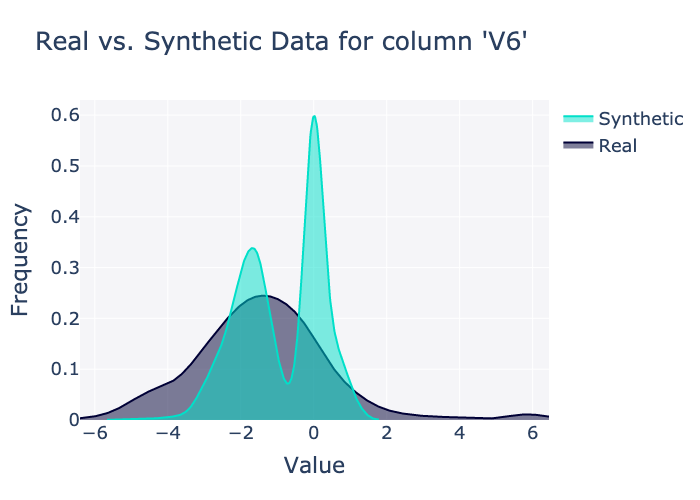 Real vs. Synthetic Data for column 'V6'
Synthetic
Real
0.6
0.5
0.4
0.3
0.2
0.1
0
Frequency
−6 −4 −2 0 2 4 6
Value